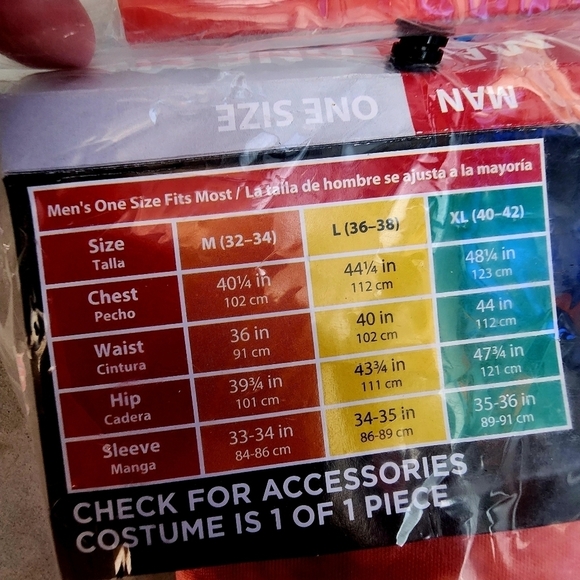 MAN
ONE SIZE
Men's One Size Fits Most / La talla de hombre se ajusta a la mayoría
Size M (32–34) L (36–38) XL (40–42)
Talla
Chest 40¼ in 44¼ in 48¼ in
Pecho 102 cm 112 cm 123 cm
Waist 36 in 40 in 44 in
Cintura 91 cm 102 cm 112 cm
Hip 39¾ in 43¾ in 47¾ in
Cadera 101 cm 111 cm 121 cm
Sleeve 33-34 in 34-35 in 35-36 in
Manga 84-86 cm 86-89 cm 89-91 cm
CHECK FOR ACCESSORIES
COSTUME IS 1 OF 1 PIECE